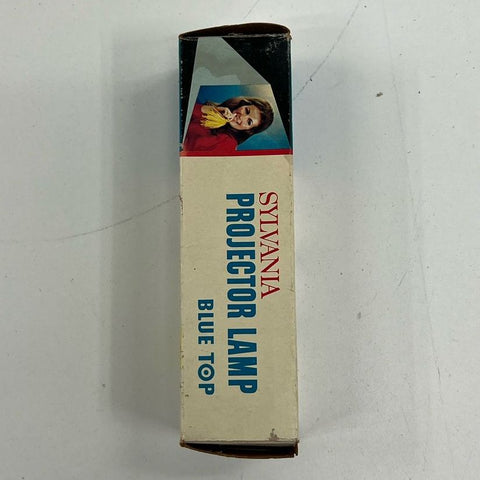 SYLVANIA
PROJECTOR LAMP
BLUE TOP